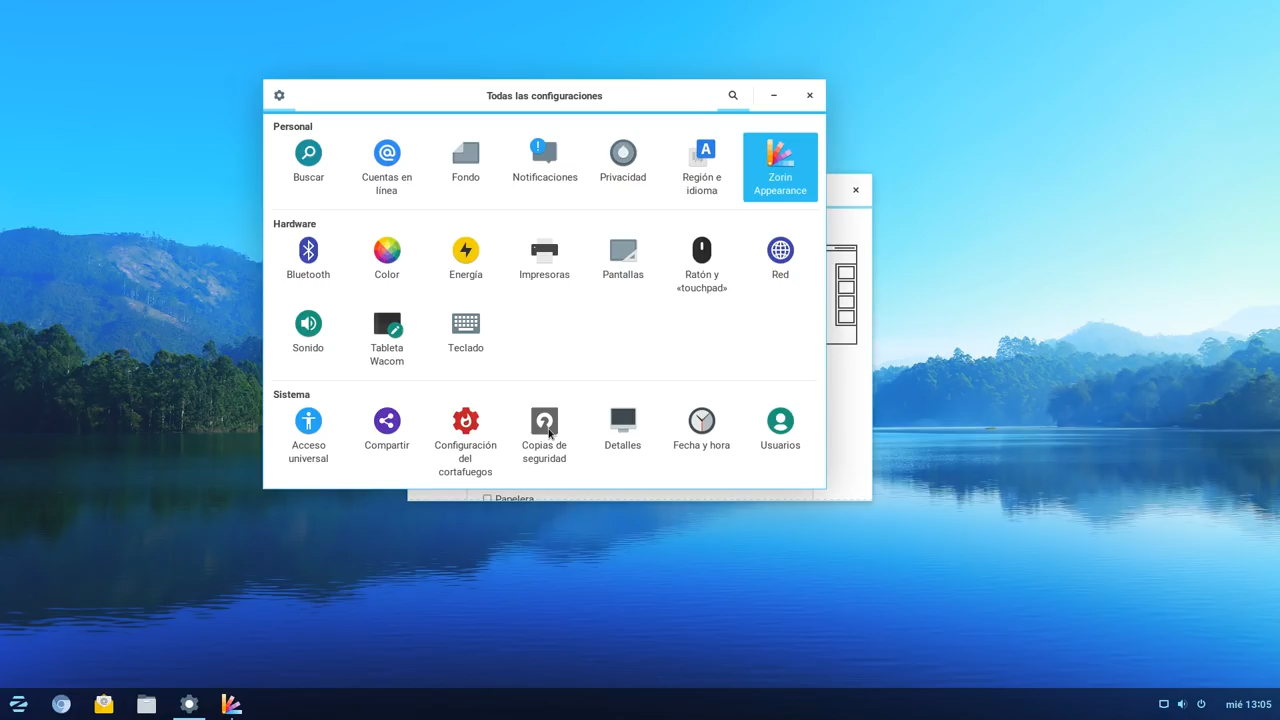 Todas las configuraciones
Personal
Buscar
Cuentas en
línea
Fondo
Notificaciones
Privacidad
Región e
idioma
Zorin
Appearance
Hardware
Bluetooth
Color
Energía
Impresoras
Pantallas
Ratón y
«touchpad»
Red
Sonido
Tableta
Wacom
Teclado
Sistema
Acceso
universal
Compartir
Configuración
del
cortafuegos
Copias de
seguridad
Detalles
Fecha y hora
Usuarios
Papelera
mié 13:05